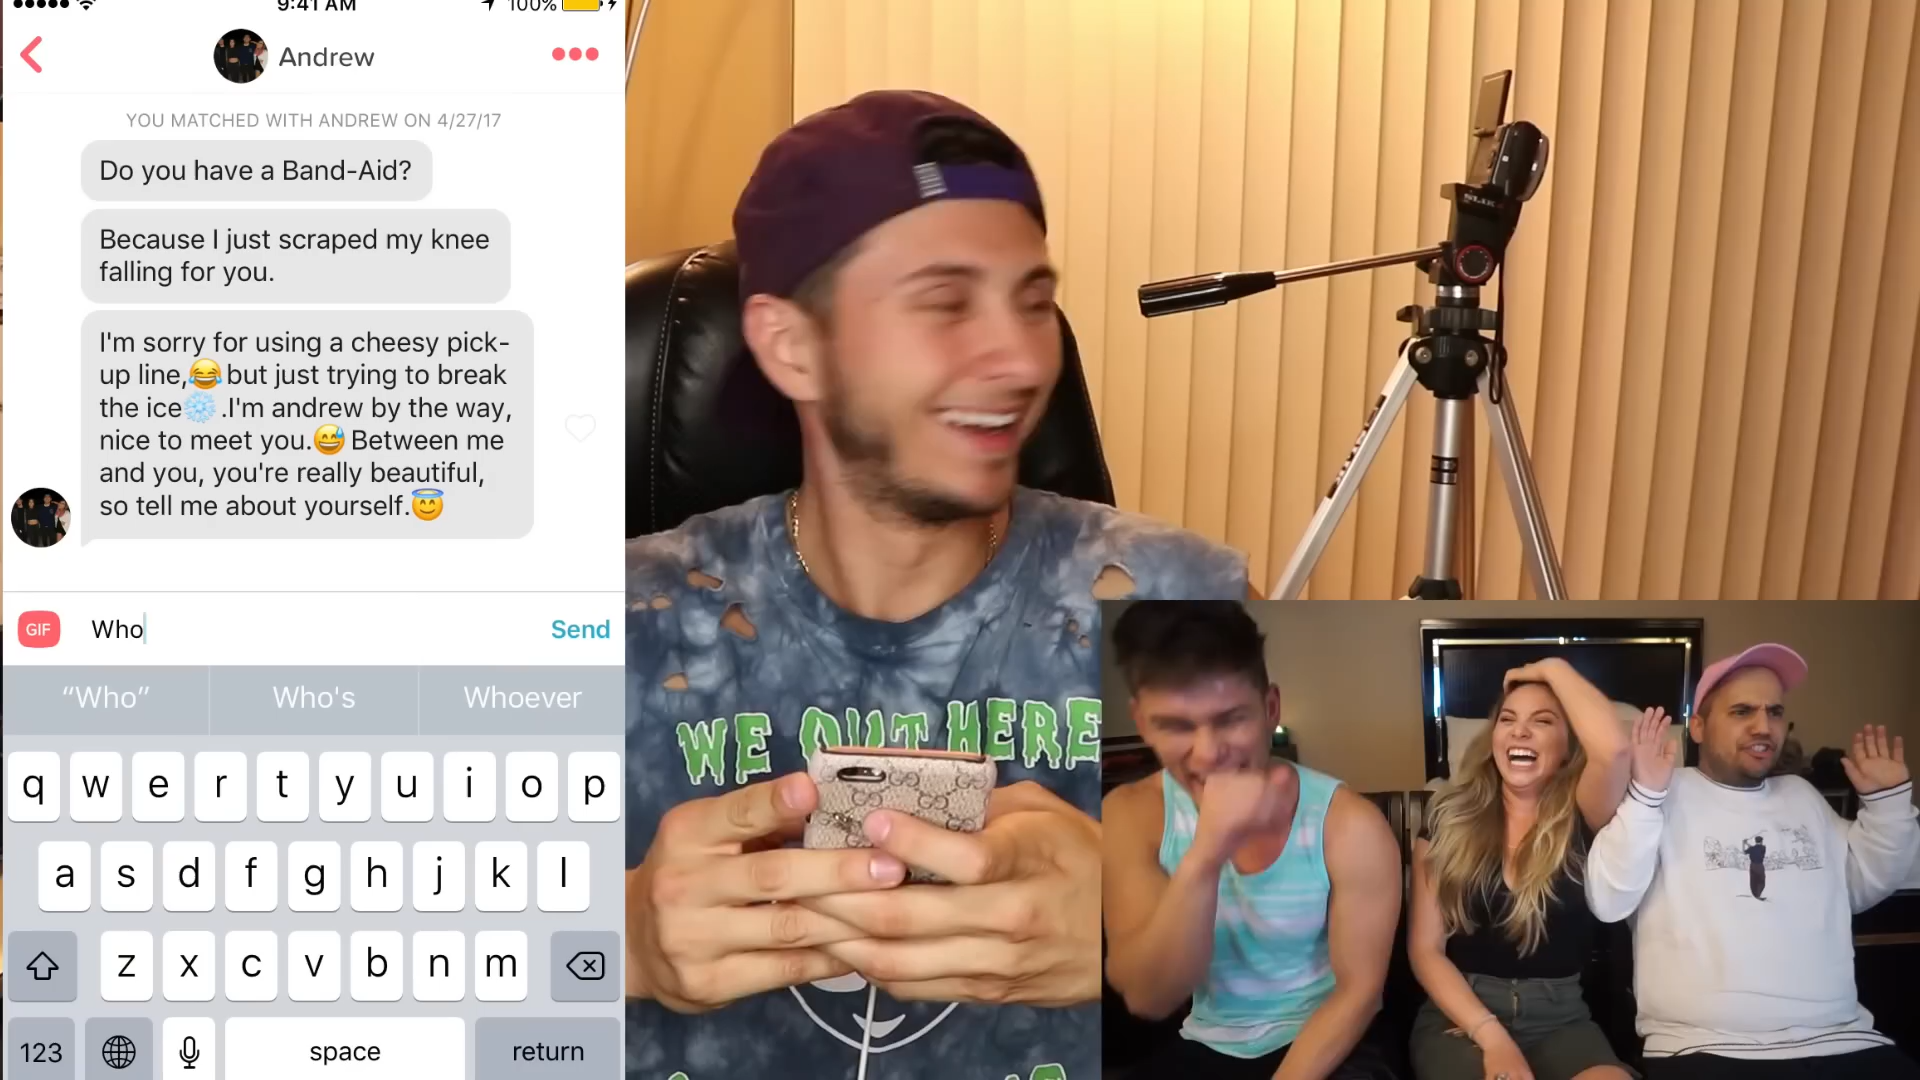 9:41 AM
100%
Andrew
YOU MATCHED WITH ANDREW ON 4/27/17
Do you have a Band-Aid?
Because I just scraped my knee
falling for you.
I'm sorry for using a cheesy pick-
up line,😂but just trying to break
the ice❄️.I'm andrew by the way,
nice to meet you.😅Between me
and you, you're really beautiful,
so tell me about yourself.😇
GIF
Who
Send
“Who”
Who's
Whoever
q w e r t y u i o p
a s d f g h j k l
z x c v b n m
123
space
return
WE OUT HERE